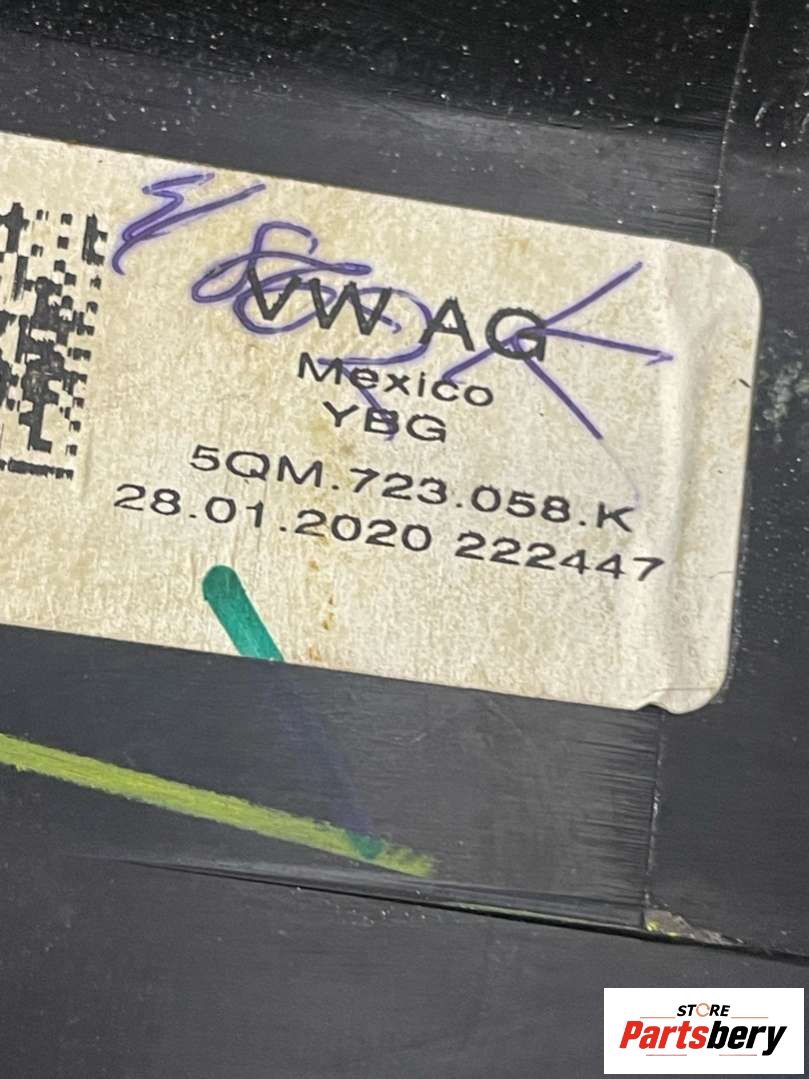 VW AG
Mexico
YBG
5QM.723.058.K
28.01.2020 222447
STORE
Partsbery